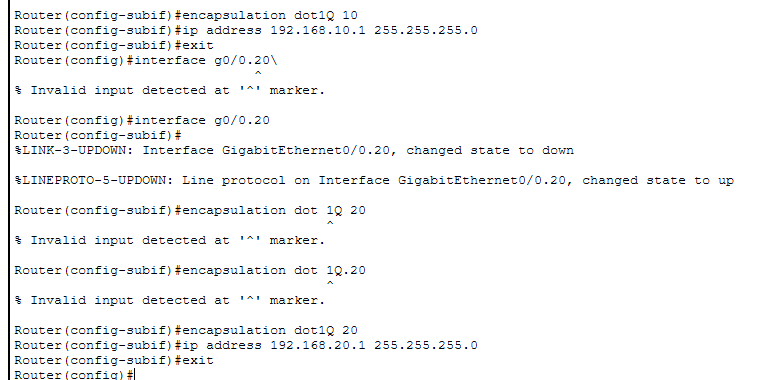 Router(config-subif)#encapsulation dot1Q 10
Router(config-subif)#ip address 192.168.10.1 255.255.255.0
Router(config-subif)#exit
Router(config)#interface g0/0.20\
^
% Invalid input detected at '^' marker.
Router(config)#interface g0/0.20
Router(config-subif)#
%LINK-3-UPDOWN: Interface GigabitEthernet0/0.20, changed state to down
%LINEPROTO-5-UPDOWN: Line protocol on Interface GigabitEthernet0/0.20, changed state to up
Router(config-subif)#encapsulation dot 1Q 20
^
% Invalid input detected at '^' marker.
Router(config-subif)#encapsulation dot 1Q.20
^
% Invalid input detected at '^' marker.
Router(config-subif)#encapsulation dot1Q 20
Router(config-subif)#ip address 192.168.20.1 255.255.255.0
Router(config-subif)#exit
Router(config)#